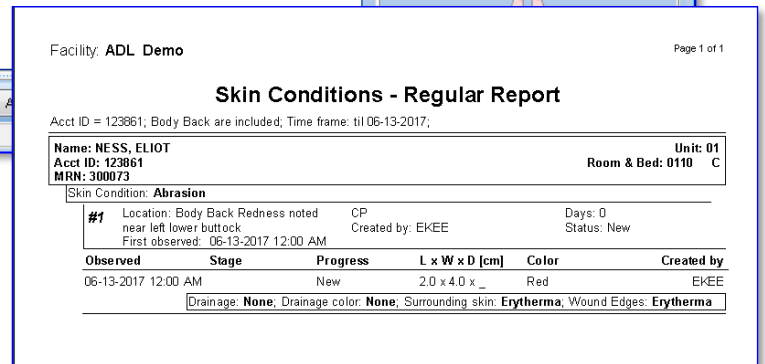 Facility: ADL Demo
Page 1 of 1
Skin Conditions - Regular Report
Acct ID = 123861; Body Back are included; Time frame: til 06-13-2017;
Name: NESS, ELIOT
Unit: 01
Acct ID: 123861
Room & Bed: 0110 C
MRN: 300073
Skin Condition: Abrasion
#1 Location: Body Back Redness noted CP Days: 0
near left lower buttock Created by: EKEE Status: New
First observed: 06-13-2017 12:00 AM
Observed Stage Progress L x W x D [cm] Color Created by
06-13-2017 12:00 AM New 2.0 x 4.0 x _ Red EKEE
Drainage: None; Drainage color: None; Surrounding skin: Erytherma; Wound Edges: Erytherma